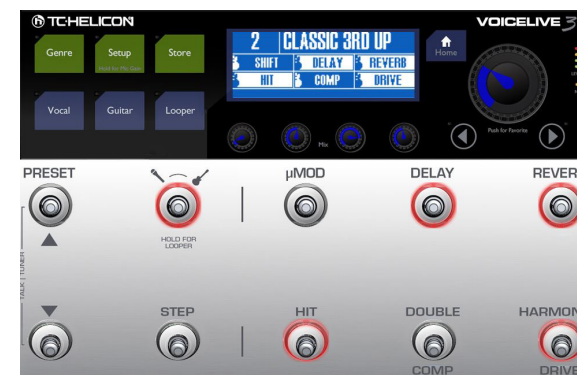 TC·HELICON
VOICELIVE 3
Genre
Setup
Hold for Mic Gain
Store
2 CLASSIC 3RD UP
SHIFT DELAY REVERB
HIT COMP DRIVE
Home
Vocal
Guitar
Looper
Mix
Push for Favorite
PRESET
µMOD
DELAY
REVER
HOLD FOR
LOOPER
TALK | TUNER
STEP
HIT
DOUBLE
HARMON
COMP
DRIVE